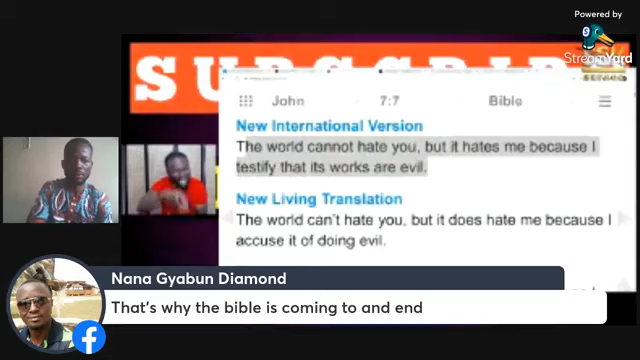 Powered by
StreamYard
SUBSCRIBE
John 7:7 Bible
New International Version
The world cannot hate you, but it hates me because I
testify that its works are evil.
New Living Translation
The world can't hate you, but it does hate me because I
accuse it of doing evil.
Nana Gyabun Diamond
That's why the bible is coming to and end